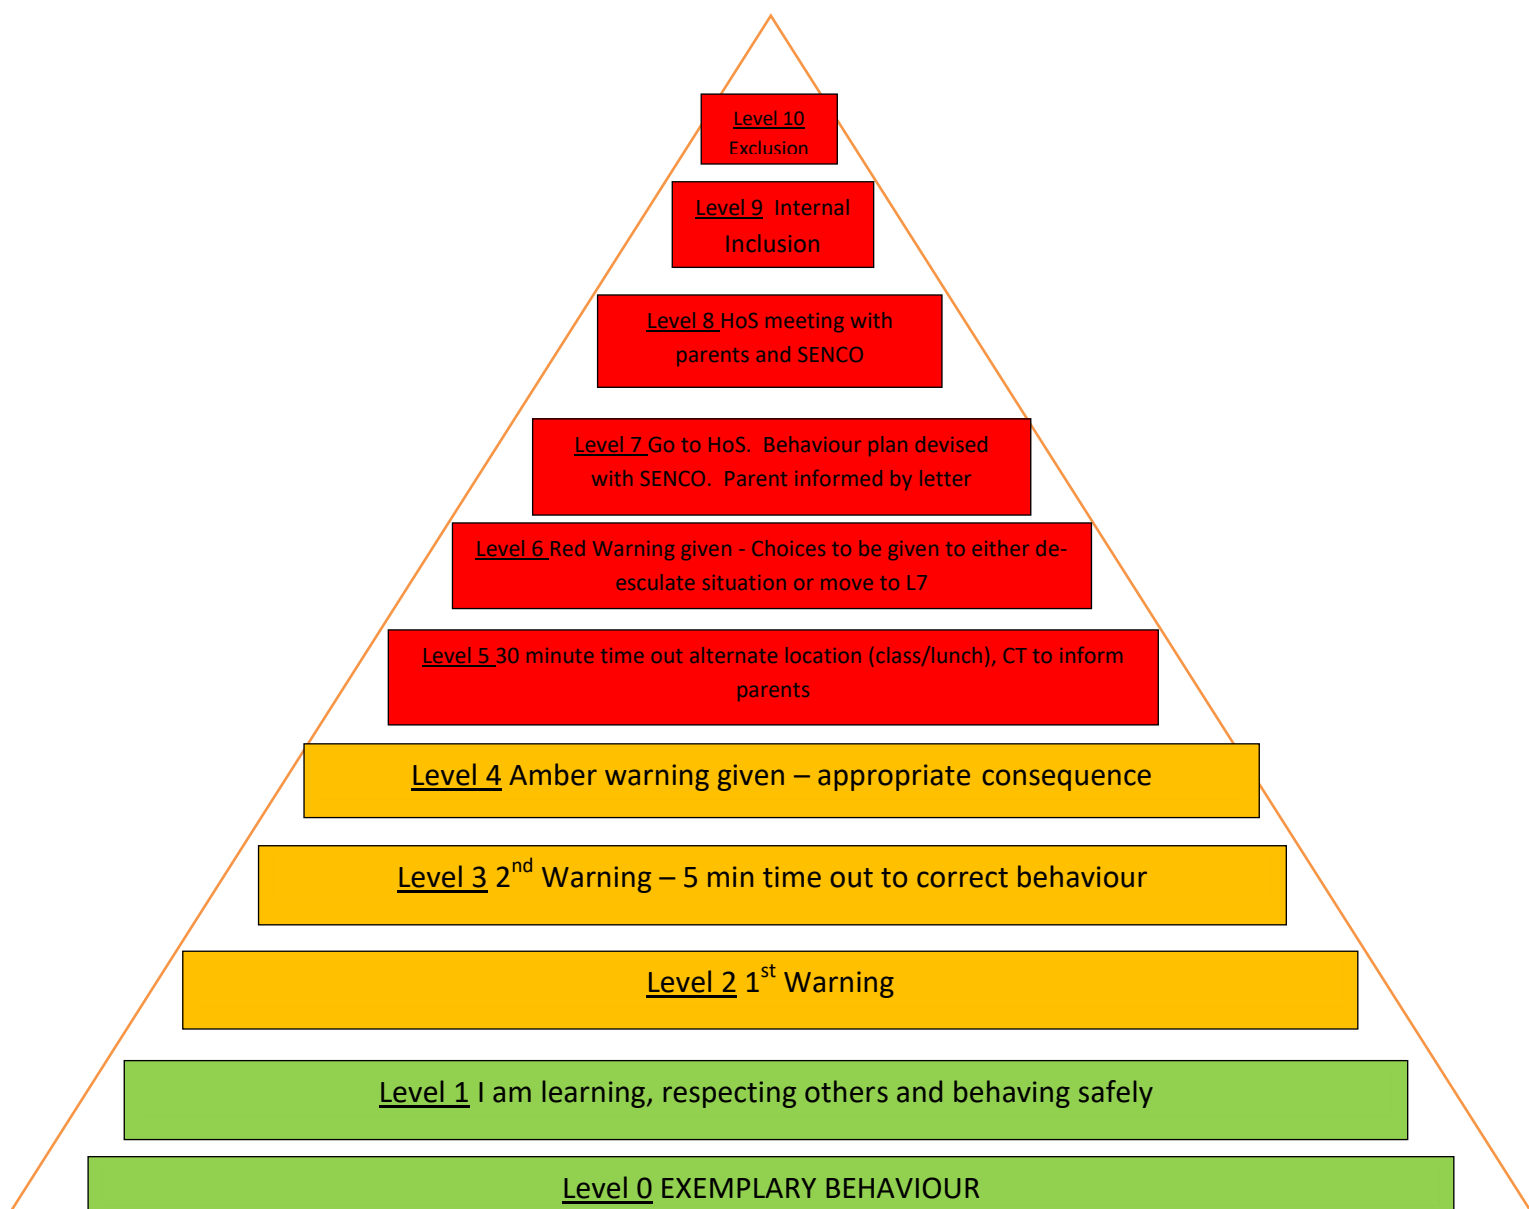 Level 10
Exclusion
Level 9 Internal
Inclusion
Level 8 HoS meeting with
parents and SENCO
Level 7 Go to HoS. Behaviour plan devised
with SENCO. Parent informed by letter
Level 6 Red Warning given - Choices to be given to either de-
esculate situation or move to L7
Level 5 30 minute time out alternate location (class/lunch), CT to inform
parents
Level 4 Amber warning given – appropriate consequence
Level 3 2nd Warning – 5 min time out to correct behaviour
Level 2 1st Warning
Level 1 I am learning, respecting others and behaving safely
Level 0 EXEMPLARY BEHAVIOUR